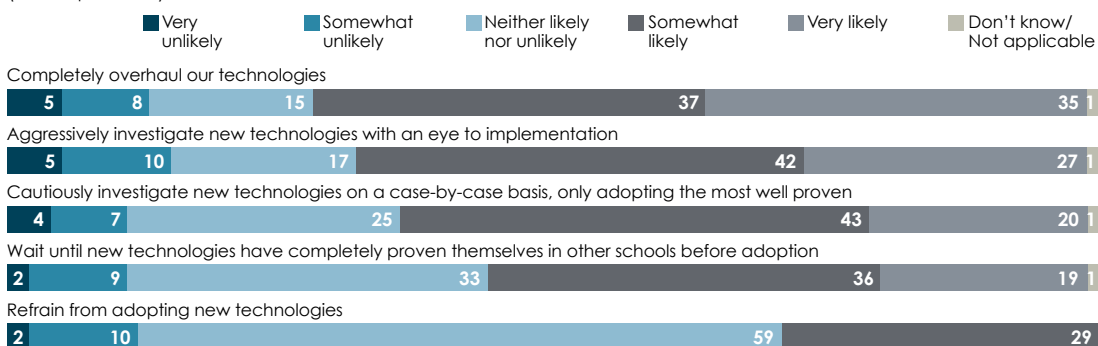 Very unlikely
Somewhat unlikely
Neither likely nor unlikely
Somewhat likely
Very likely
Don't know/ Not applicable
Completely overhaul our technologies
5 8 15 37 35 1
Aggressively investigate new technologies with an eye to implementation
5 10 17 42 27 1
Cautiously investigate new technologies on a case-by-case basis, only adopting the most well proven
4 7 25 43 20 1
Wait until new technologies have completely proven themselves in other schools before adoption
2 9 33 36 19 1
Refrain from adopting new technologies
2 10 59 29